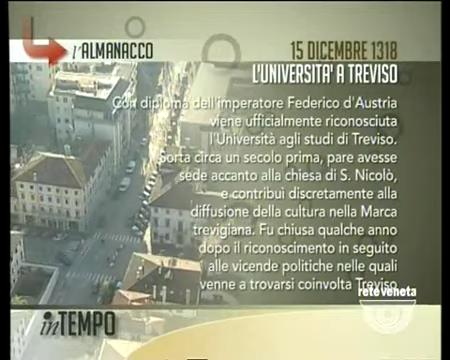 l'ALMANACCO
15 DICEMBRE 1318
L'UNIVERSITA' A TREVISO
Con diploma dell'imperatore Federico d'Austria
viene ufficialmente riconosciuta
l'Università agli studi di Treviso.
Sorta circa un secolo prima, pare avesse
sede accanto alla chiesa di S. Nicolò,
e contribuì discretamente alla
diffusione della cultura nella Marca
trevigiana. Fu chiusa qualche anno
dopo il riconoscimento in seguito
alle vicende politiche nelle quali
venne a trovarsi coinvolta Treviso
reteveneta
inTEMPO